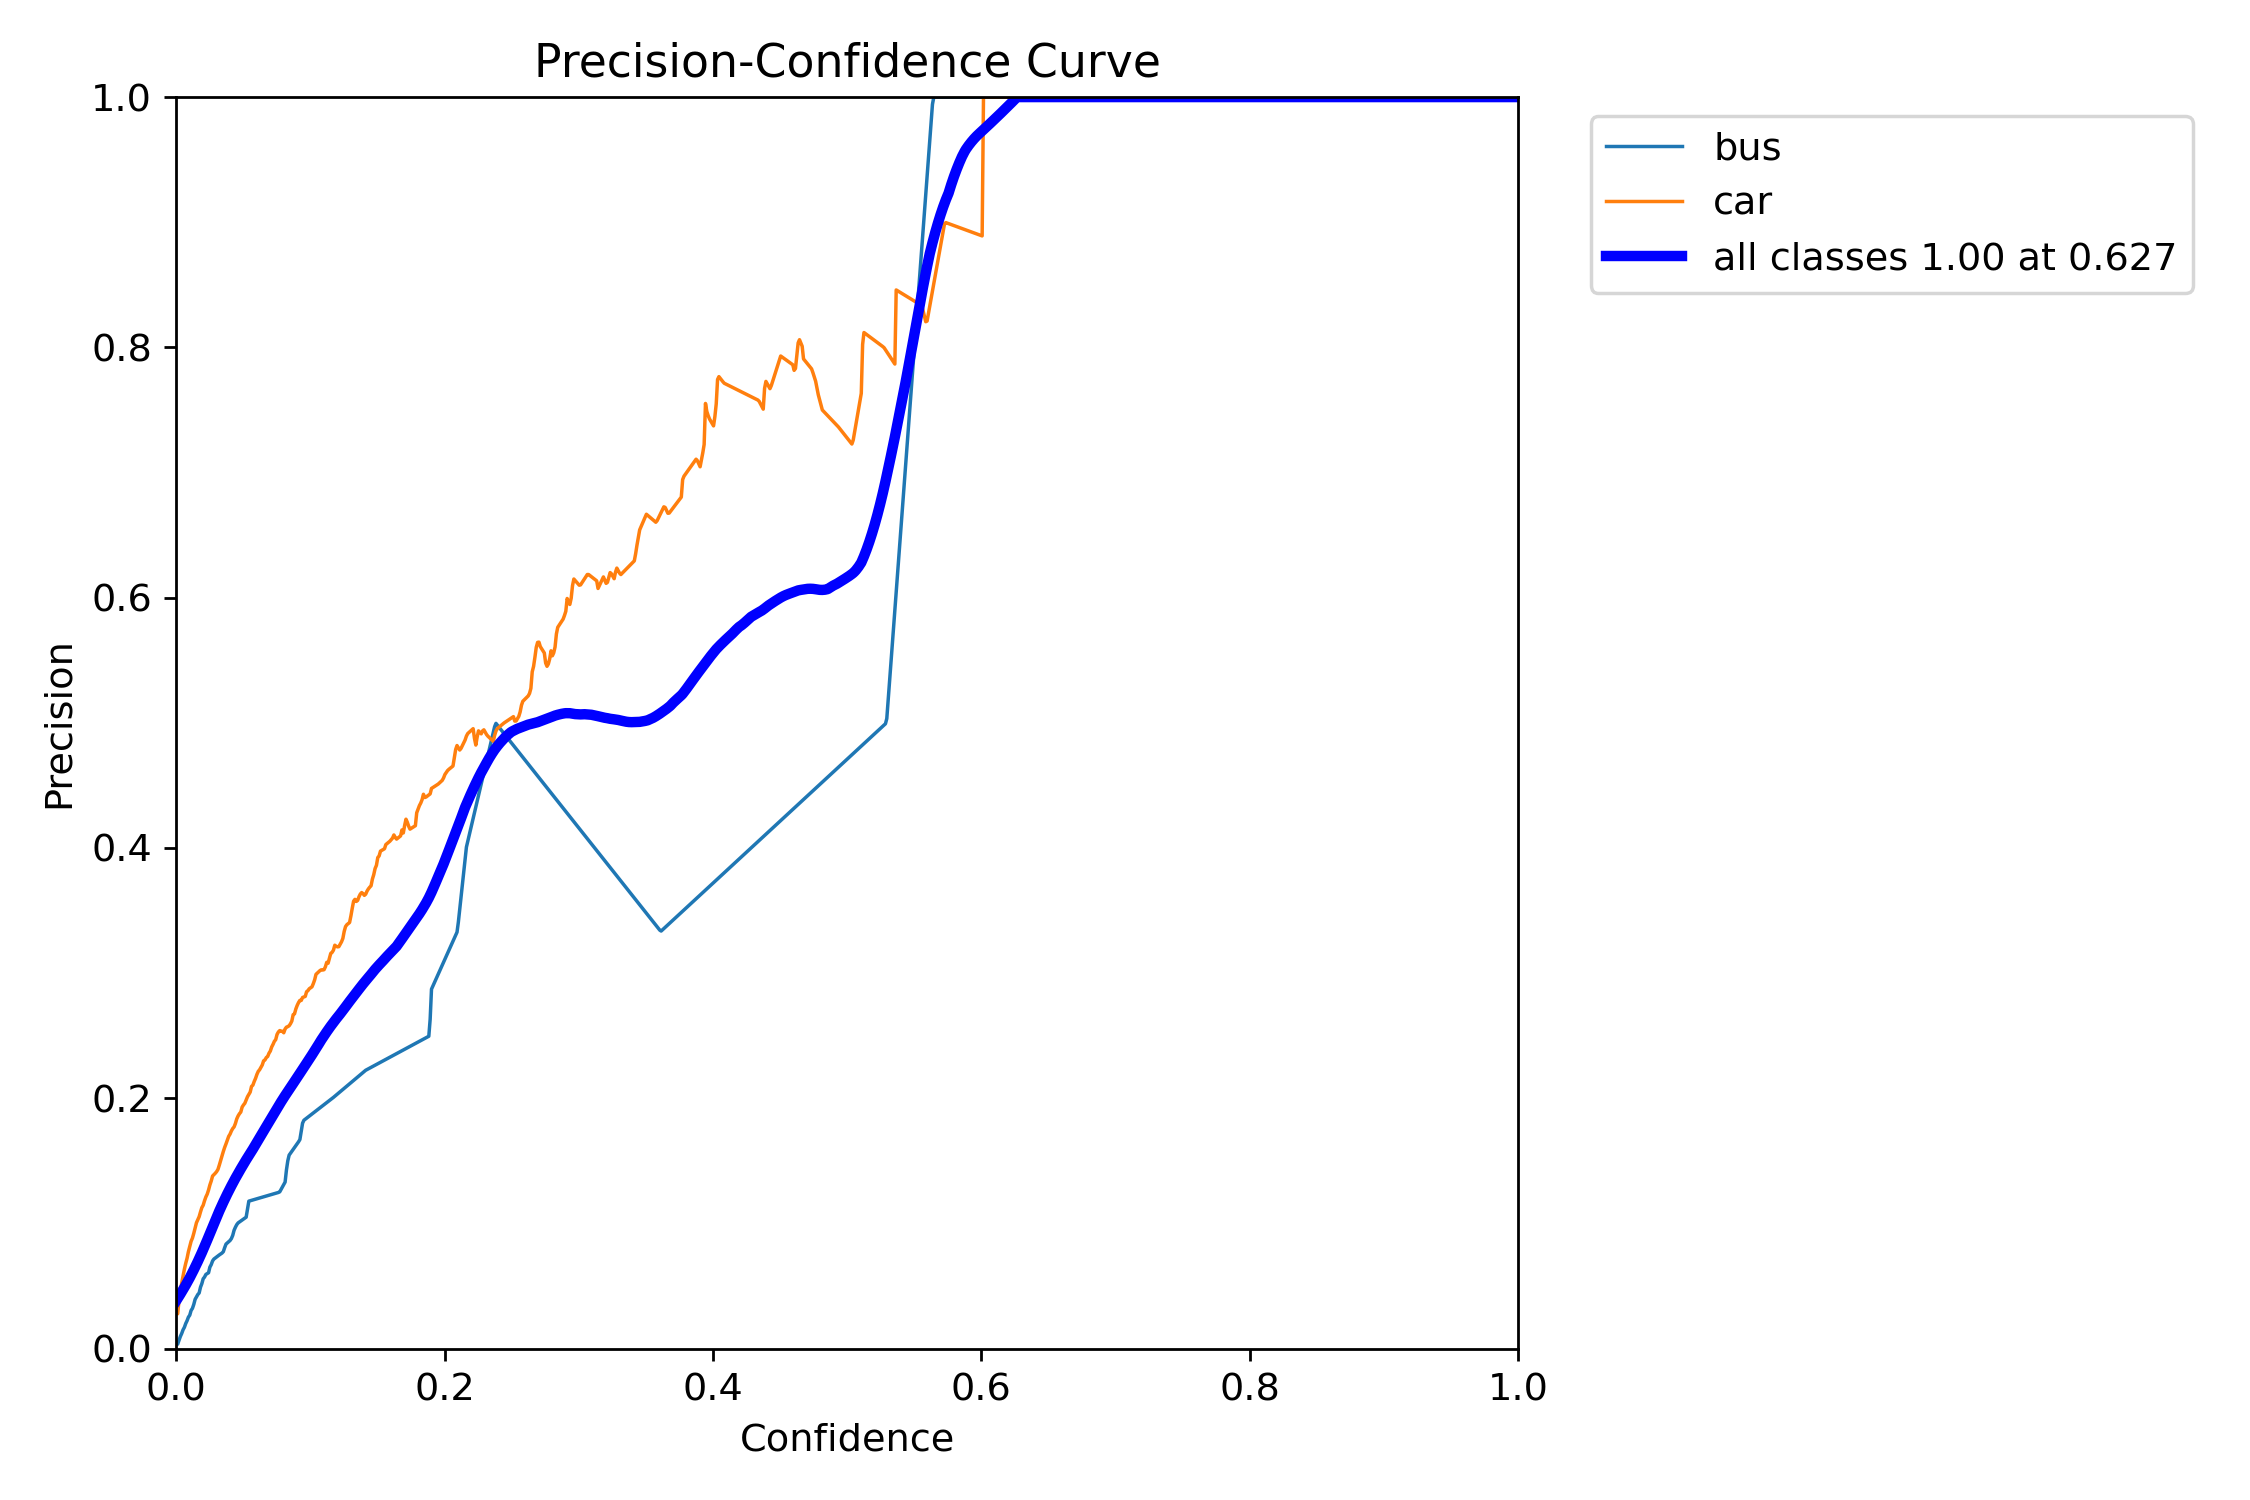 Precision-Confidence Curve
1.0
0.8
0.6
0.4
0.2
0.0
Precision
0.0 0.2 0.4 0.6 0.8 1.0
Confidence
bus
car
all classes 1.00 at 0.627